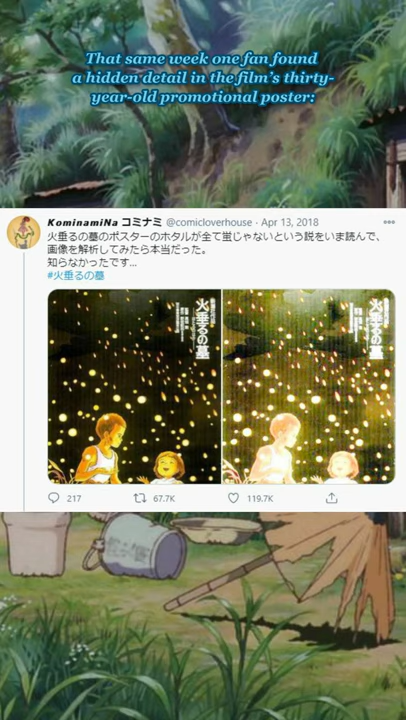 That same week one fan found
a hidden detail in the film's thirty-
year-old promotional poster:
KominamiNa コミナミ @comicloverhouse · Apr 13, 2018
火垂るの墓のポスターのホタルが全て蛍じゃないという説をいま読んで、
画像を解析してみたら本当だった。
知らなかったです...
#火垂るの墓
火垂るの墓
火垂るの墓
217 67.7K 119.7K